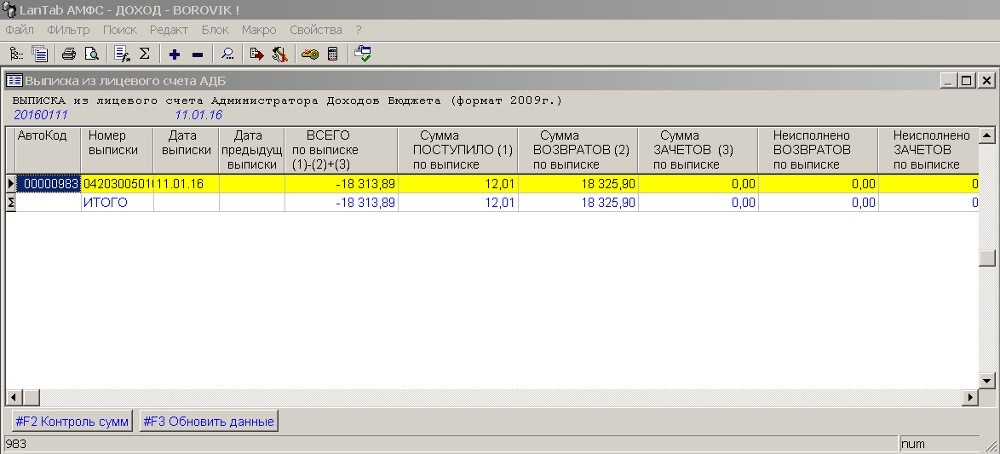 LanTab АМФС - ДОХОД - BOROVIK !
Файл ФИльтр Поиск Редакт Блок Макро Свойства ?
Выписка из лицевого счета АДБ
ВЫПИСКА из лицевого счета Администратора Доходов Бюджета (формат 2009г.)
20160111 11.01.16
АвтоКод Номер Дата Дата ВСЕГО Сумма Сумма Сумма Неисполнено Неисполнено
выписки выписки предыдущ по выписке ПОСТУПИЛО (1) ВОЗВРАТОВ (2) ЗАЧЕТОВ (3) ВОЗВРАТОВ ЗАЧЕТОВ
выписки (1)-(2)+(3) по выписке по выписке по выписке по выписке по выписке
00000983 04203005010 11.01.16 -18 313,89 12,01 18 325,90 0,00 0,00 0
Σ ИТОГО -18 313,89 12,01 18 325,90 0,00 0,00 0
#F2 Контроль сумм #F3 Обновить данные
983 num